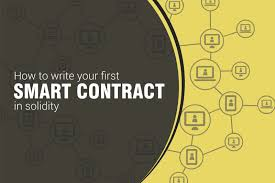 How to write your first
SMART CONTRACT
in solidity